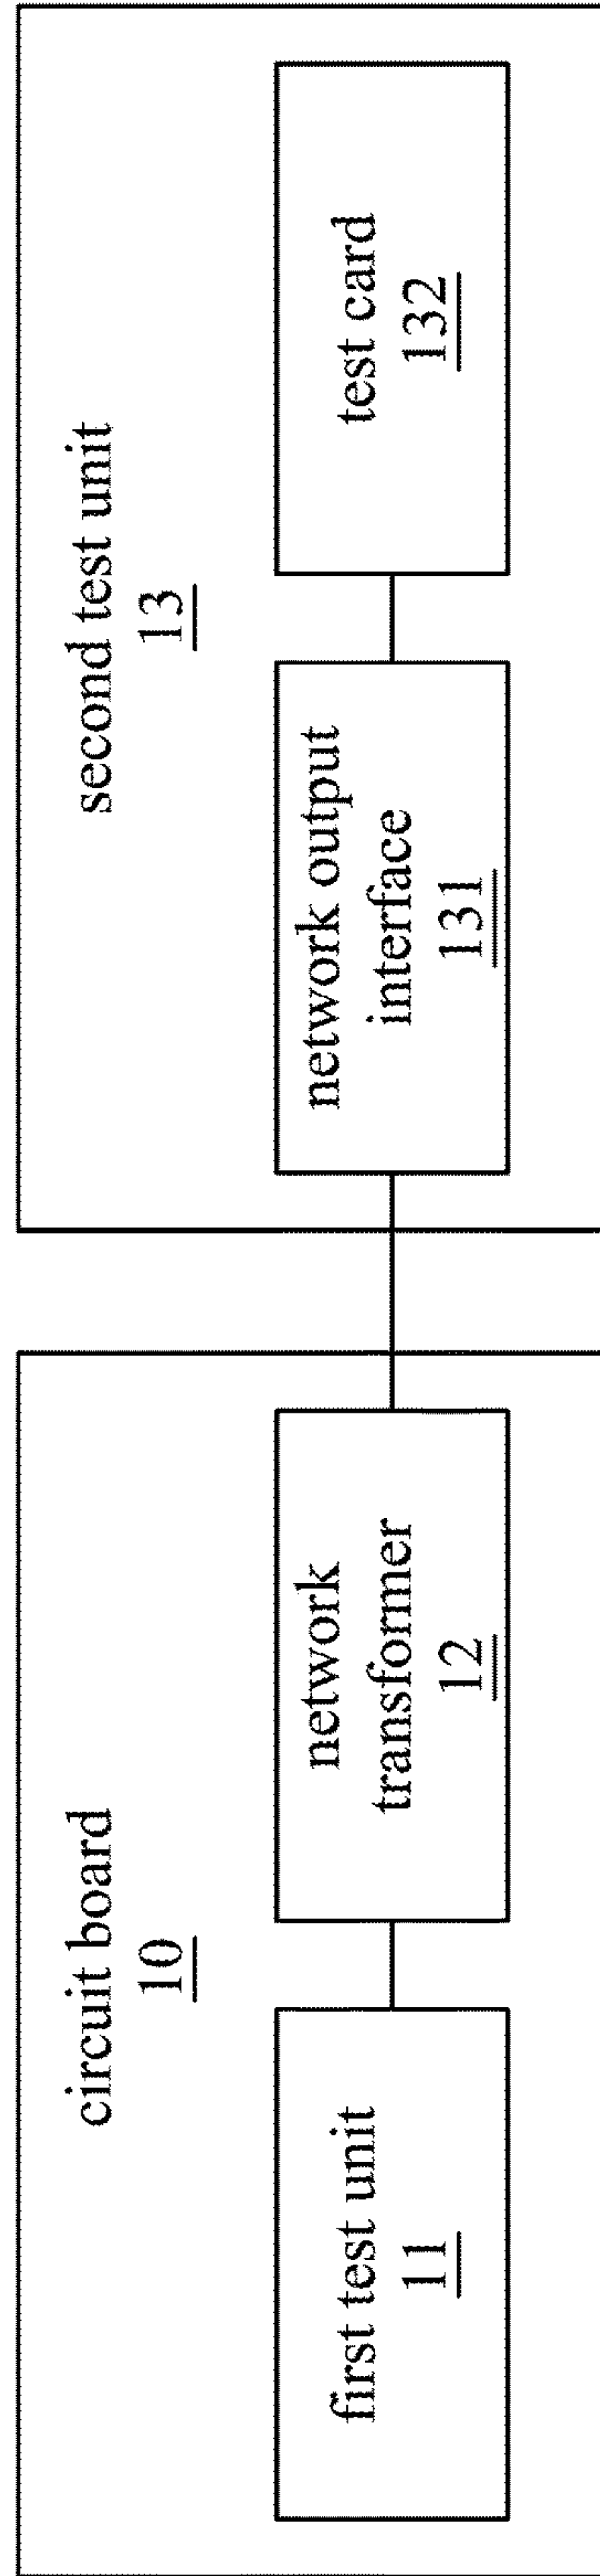 circuit board
10
first test unit
11
network
transformer
12
second test unit
13
network output
interface
131
test card
132